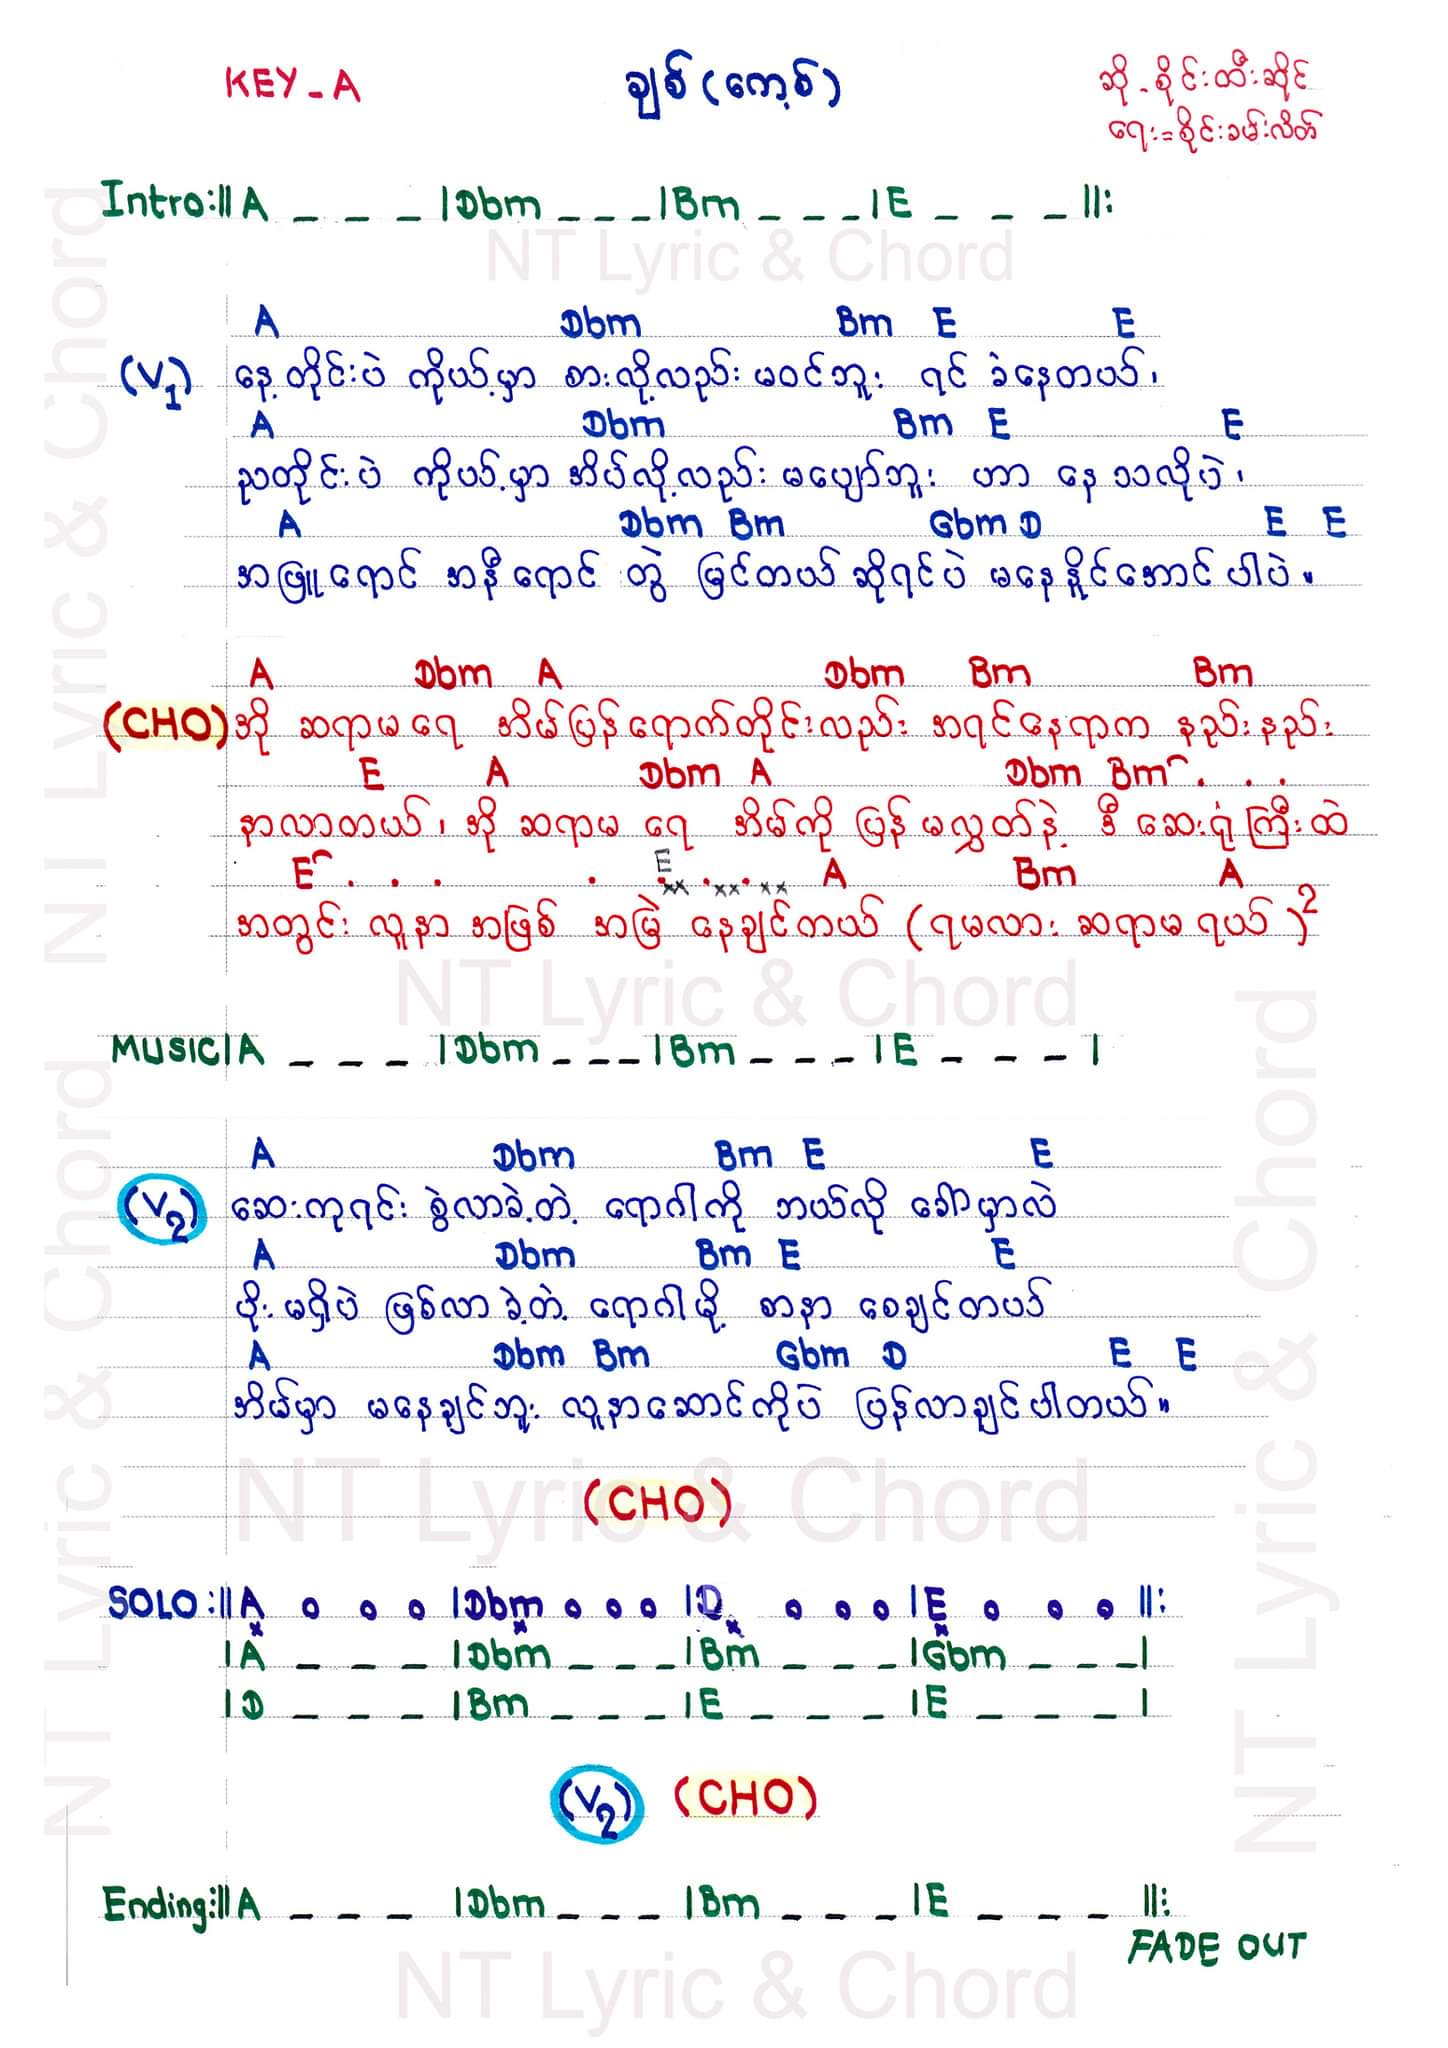 KEY - A
ချစ် (ကေ့စ်)
ဆို - စိုင်းထီးဆိုင်
ရေး = စိုင်းခမ်းလိတ်
Intro:|| A _ _ _ | Dbm _ _ _ | Bm _ _ _ | E _ _ _ ||:
NT Lyric & Chord
A Dbm Bm E E
(V1) နေ့တိုင်းပဲ ကိုယ့်မှာ စားလို့လည်း မဝင်ဘူး ရင် ခဲနေတယ်၊
A Dbm Bm E E
ညတိုင်းပဲ ကိုယ့်မှာ အိပ်လို့လည်း မပျော်ဘူး ဟာ နေ သလိုပဲ၊
A Dbm Bm Gbm D E E
အဖြူရောင် အနီရောင် တွဲ မြင်တယ် ဆိုရင်ပဲ မနေနိုင်အောင် ပါပဲ။
A Dbm A Dbm Bm Bm
(CHO) အို ဆရာမရေ အိမ်ပြန်ရောက်တိုင်းလည်း အရင်နေရာက နည်းနည်း
E A Dbm A Dbm Bm . . .
နာလာတယ်၊ အို ဆရာမ ရေ အိမ်ကို ပြန် မလွှတ်နဲ့ ဒီ ဆေးရုံကြီးထဲ
E . . . . E . . . A Bm A
အတွင်း လူနာ အဖြစ် အမြဲ နေချင်တယ် (ရမလား ဆရာမရယ်)2
NT Lyric & Chord
MUSIC | A _ _ _ | Dbm _ _ _ | Bm _ _ _ | E _ _ _ |
A Dbm Bm E E
(V2) ဆေးကုရင်း စွဲလာခဲ့တဲ့ ရောဂါကို ဘယ်လို ခေါ်မှာလဲ
A Dbm Bm E E
ပိုးမရှိပဲ ဖြစ်လာခဲ့တဲ့ ရောဂါမို့ စာနာ စေချင်တယ်
A Dbm Bm Gbm D E E
အိမ်မှာ မနေချင်ဘူး လူနာဆောင်ကိုပဲ ပြန်လာချင်ပါတယ်။
NT Lyric & Chord
(CHO)
SOLO:|| A o o o | Dbm o o o | D o o o | E o o o ||:
| A _ _ _ | Dbm _ _ _ | Bm _ _ _ | Gbm _ _ _ |
| D _ _ _ | Bm _ _ _ | E _ _ _ | E _ _ _ |
(V2) (CHO)
Ending:|| A _ _ _ | Dbm _ _ _ | Bm _ _ _ | E _ _ _ ||:
FADE OUT
NT Lyric & Chord
NT Lyric & Chord
NT Lyric & Chord
NT Lyric & Chord